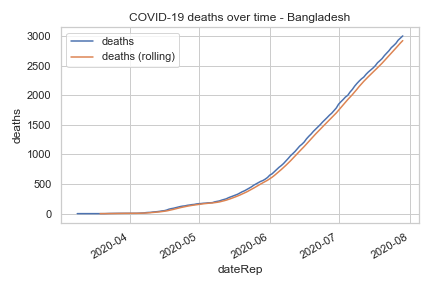 COVID-19 deaths over time - Bangladesh
deaths
deaths (rolling)
3000
2500
2000
1500
1000
500
0
deaths
2020-04
2020-05
2020-06
2020-07
2020-08
dateRep